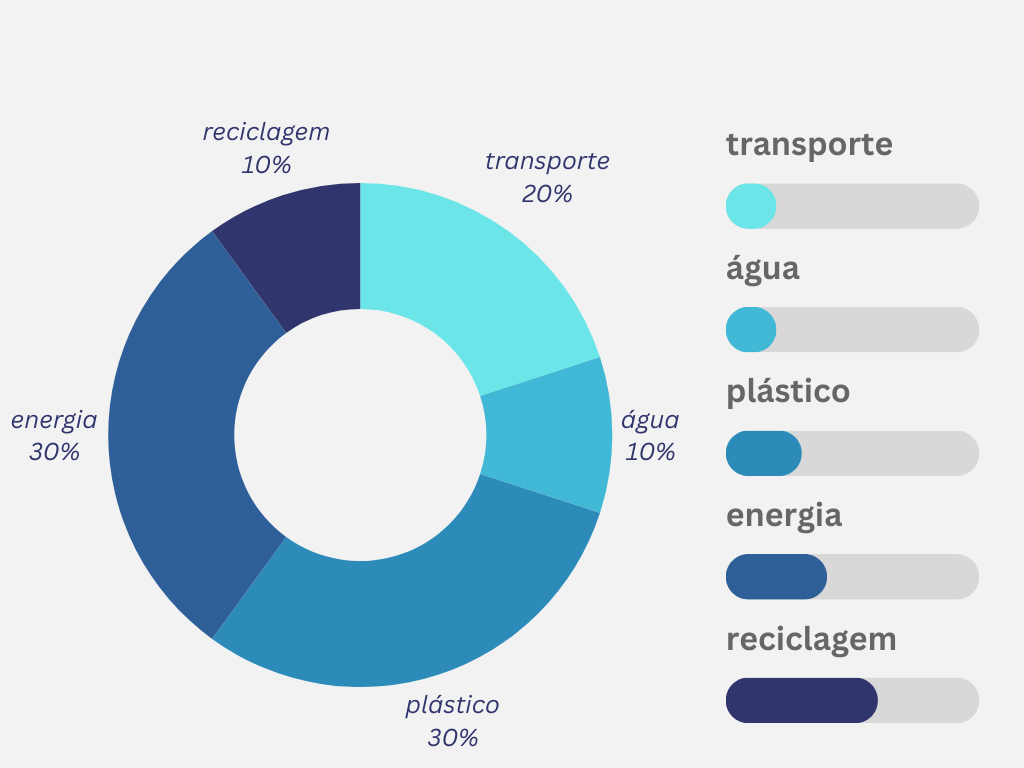 reciclagem
10%
transporte
20%
energia
30%
água
10%
plástico
30%
transporte
água
plástico
energia
reciclagem